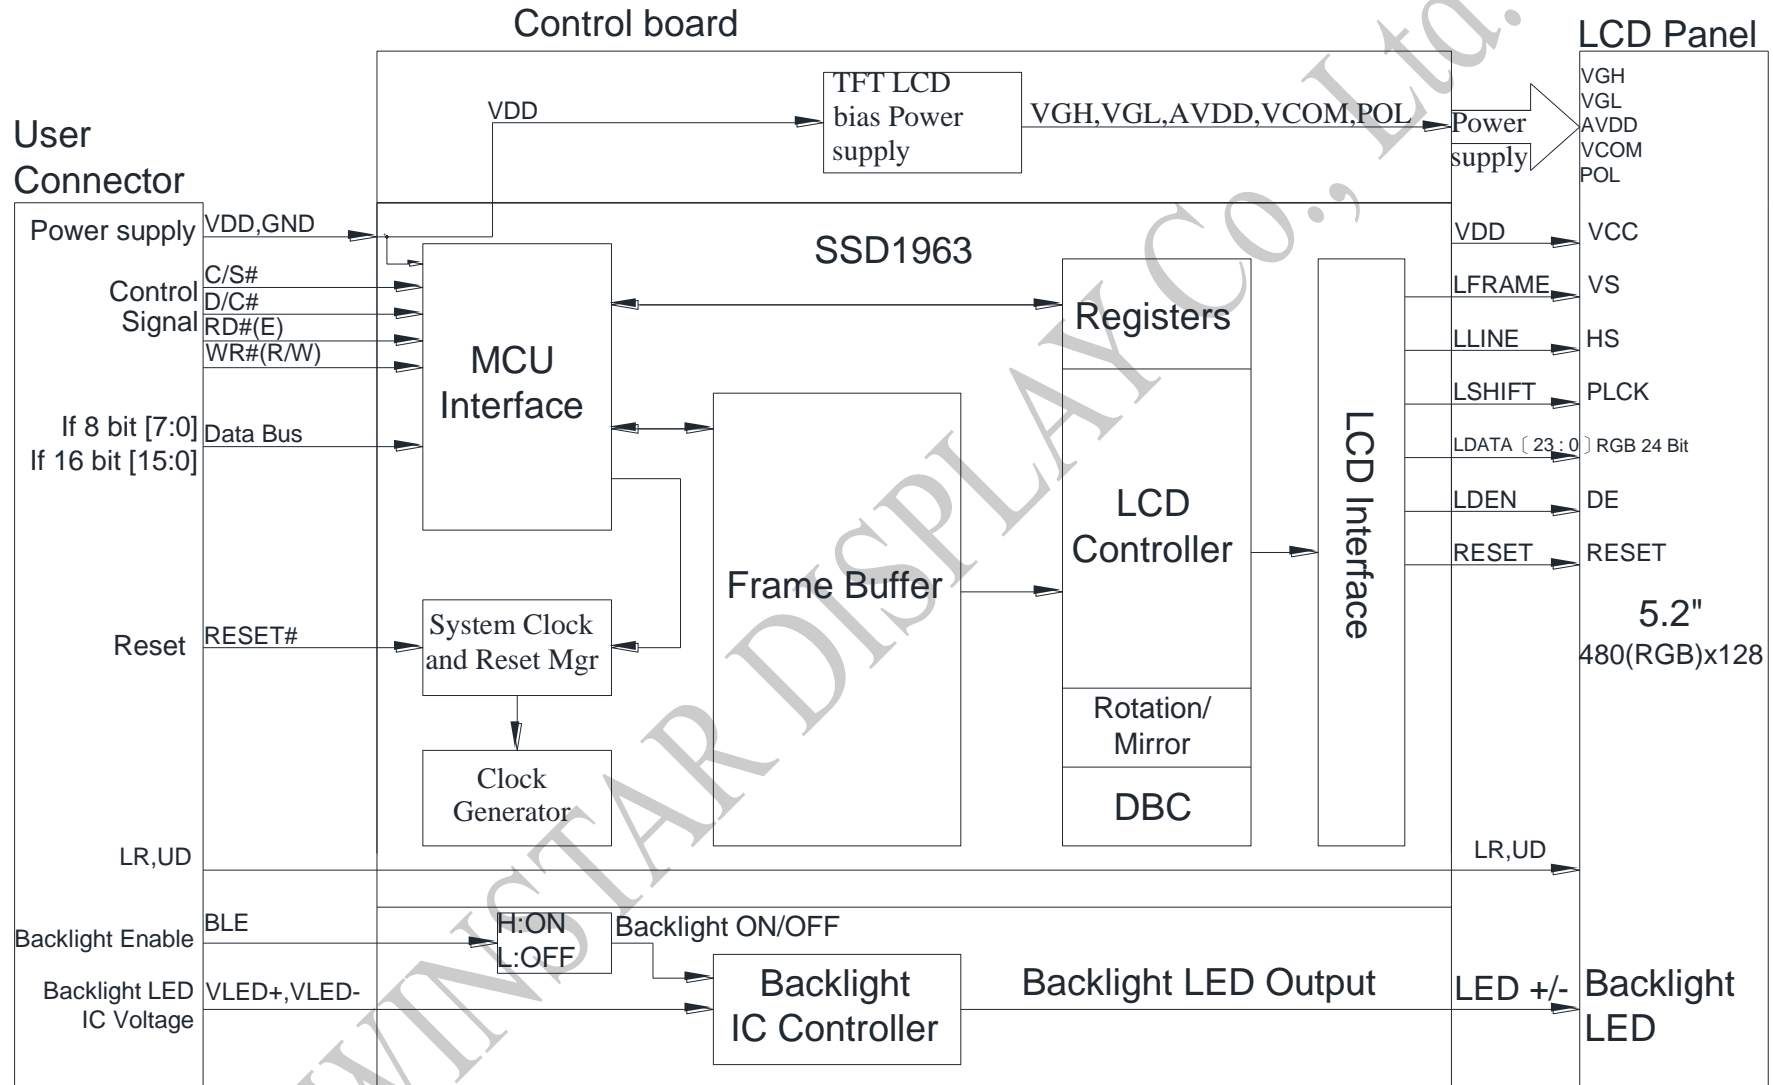 Control board
LCD Panel
User
Connector
VDD
TFT LCD
bias Power
supply
VGH,VGL,AVDD,VCOM,POL
Power
supply
VGH
VGL
AVDD
VCOM
POL
Power supply
VDD,GND
Control
Signal
C/S#
D/C#
RD#(E)
WR#(R/W)
If 8 bit [7:0]
If 16 bit [15:0]
Data Bus
Reset
RESET#
LR,UD
Backlight Enable
BLE
Backlight LED
IC Voltage
VLED+,VLED-
SSD1963
MCU
Interface
System Clock
and Reset Mgr
Clock
Generator
Frame Buffer
Registers
LCD
Controller
Rotation/
Mirror
DBC
LCD Interface
H:ON
L:OFF
Backlight ON/OFF
Backlight
IC Controller
Backlight LED Output
VDD
VCC
LFRAME
VS
LLINE
HS
LSHIFT
PLCK
LDATA〔23:0〕RGB 24 Bit
LDEN
DE
RESET
RESET
5.2"
480(RGB)x128
LR,UD
LED +/-
Backlight
LED
WINSTAR DISPLAY Co., Ltd.